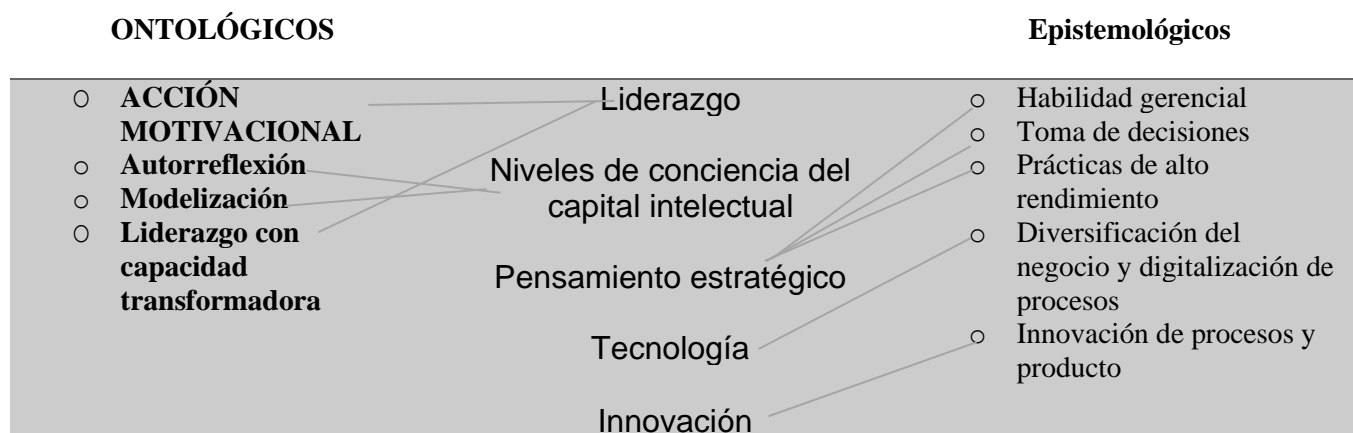 ONTOLÓGICOS
Epistemológicos
O ACCIÓN
MOTIVACIONAL
o Autorreflexión
o Modelización
O Liderazgo con
capacidad
transformadora
Liderazgo
Niveles de conciencia del
capital intelectual
Pensamiento estratégico
Tecnología
Innovación
o Habilidad gerencial
o Toma de decisiones
o Prácticas de alto
rendimiento
o Diversificación del
negocio y digitalización de
procesos
o Innovación de procesos y
producto